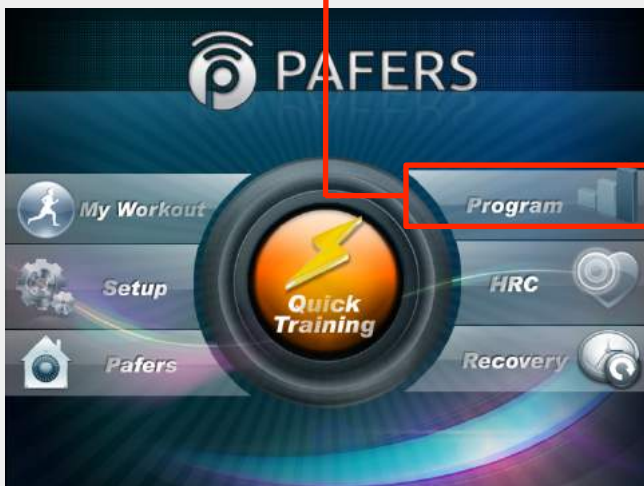 PAFERS
My Workout
Program
Setup
HRC
Quick
Training
Pafers
Recovery